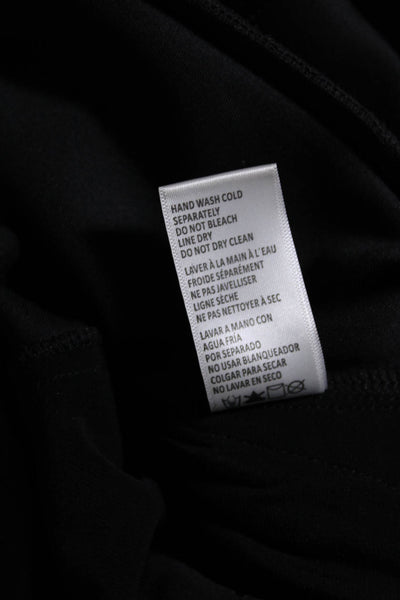 HAND WASH COLD
SEPARATELY
DO NOT BLEACH
LINE DRY
DO NOT DRY CLEAN
LAVER À LA MAIN À L'EAU
FROIDE SÉPARÉMENT
NE PAS JAVELLISER
LIGNE SÈCHE
NE PAS NETTOYER À SEC
LAVAR A MANO CON
AGUA FRÍA
POR SEPARADO
NO USAR BLANQUEADOR
COLGAR PARA SECAR
NO LAVAR EN SECO